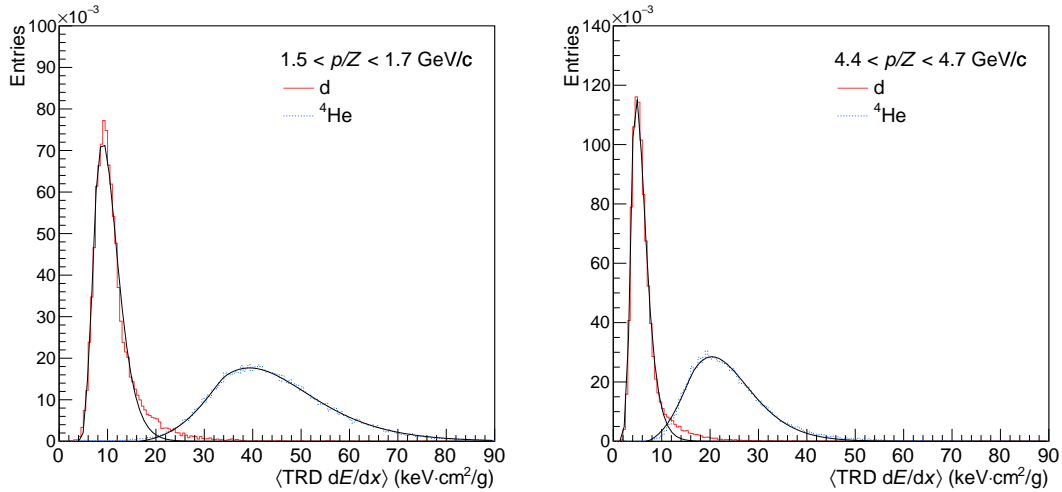 ×10⁻³
Entries
100
90
80
70
60
50
40
30
20
10
0
1.5 < p/Z < 1.7 GeV/c
d
⁴He
0 10 20 30 40 50 60 70 80 90
⟨TRD dE/dx⟩ (keV·cm²/g)
×10⁻³
Entries
140
120
100
80
60
40
20
0
4.4 < p/Z < 4.7 GeV/c
d
⁴He
0 10 20 30 40 50 60 70 80 90
⟨TRD dE/dx⟩ (keV·cm²/g)